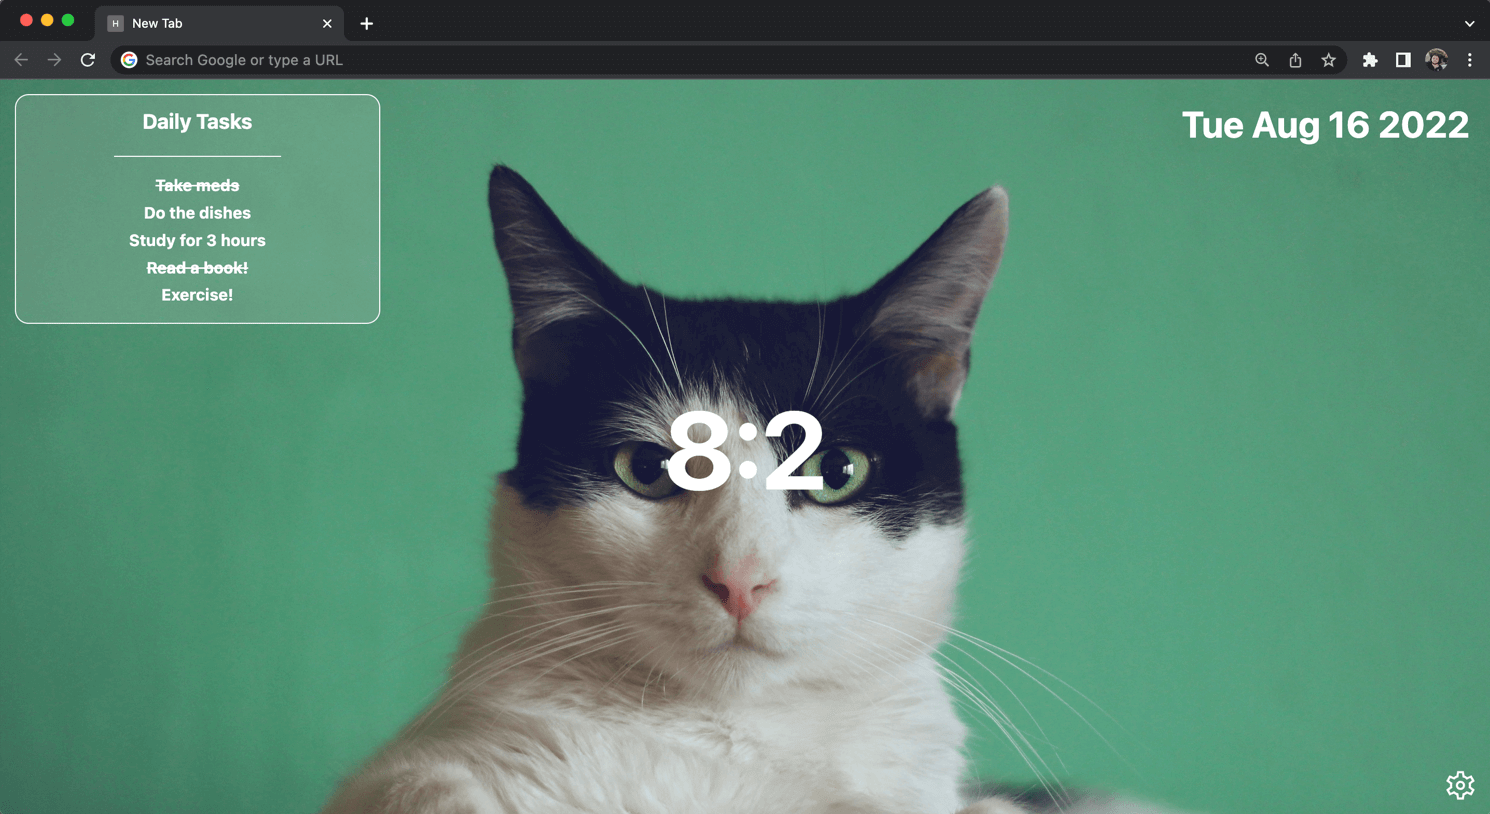 H New Tab
Search Google or type a URL
Daily Tasks
Take meds
Do the dishes
Study for 3 hours
Read a book!
Exercise!
Tue Aug 16 2022
8:2